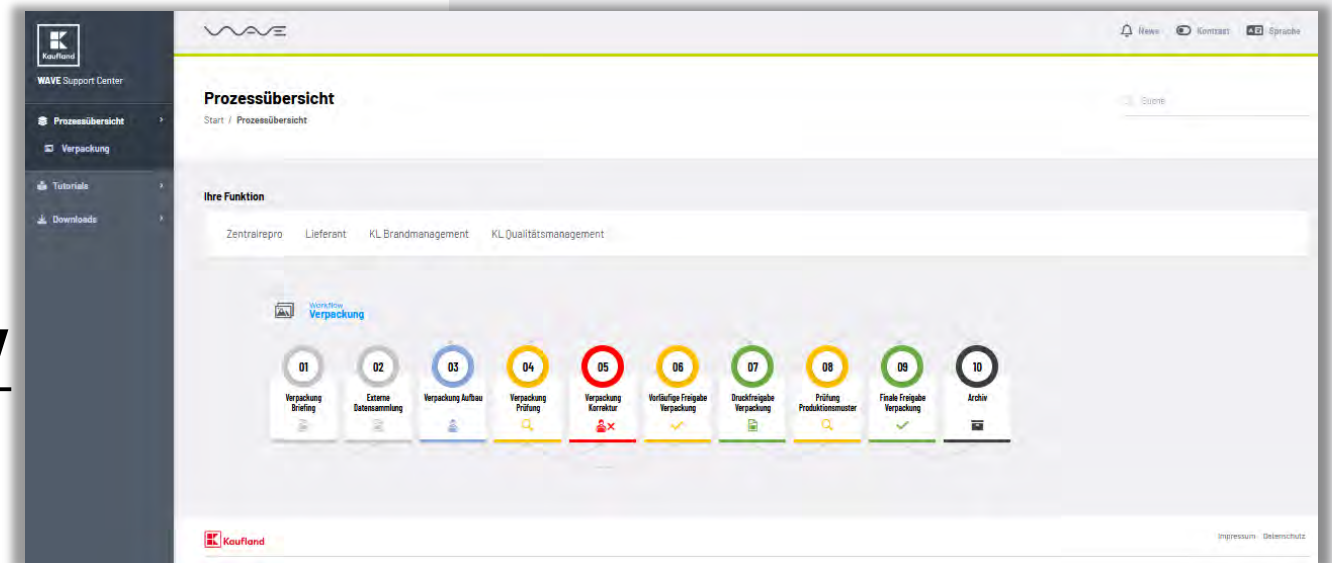 Kaufland
WAVE Support Center
Prozessübersicht
Verpackung
Tutorials
Downloads
WAVE
News Kontrast Sprache
Prozessübersicht
Start / Prozessübersicht
Suche
Ihre Funktion
Zentralrepro Lieferant KL Brandmanagement KL Qualitätsmanagement
Workflow
Verpackung
01 02 03 04 05 06 07 08 09 10
Verpackung Externe Verpackung Aufbau Verpackung Verpackung Vorläufige Freigabe Druckfreigabe Prüfung Finale Freigabe Archiv
Briefing Datensammlung Prüfung Korrektur Verpackung Verpackung Produktionsmuster Verpackung
Kaufland
Impressum Datenschutz